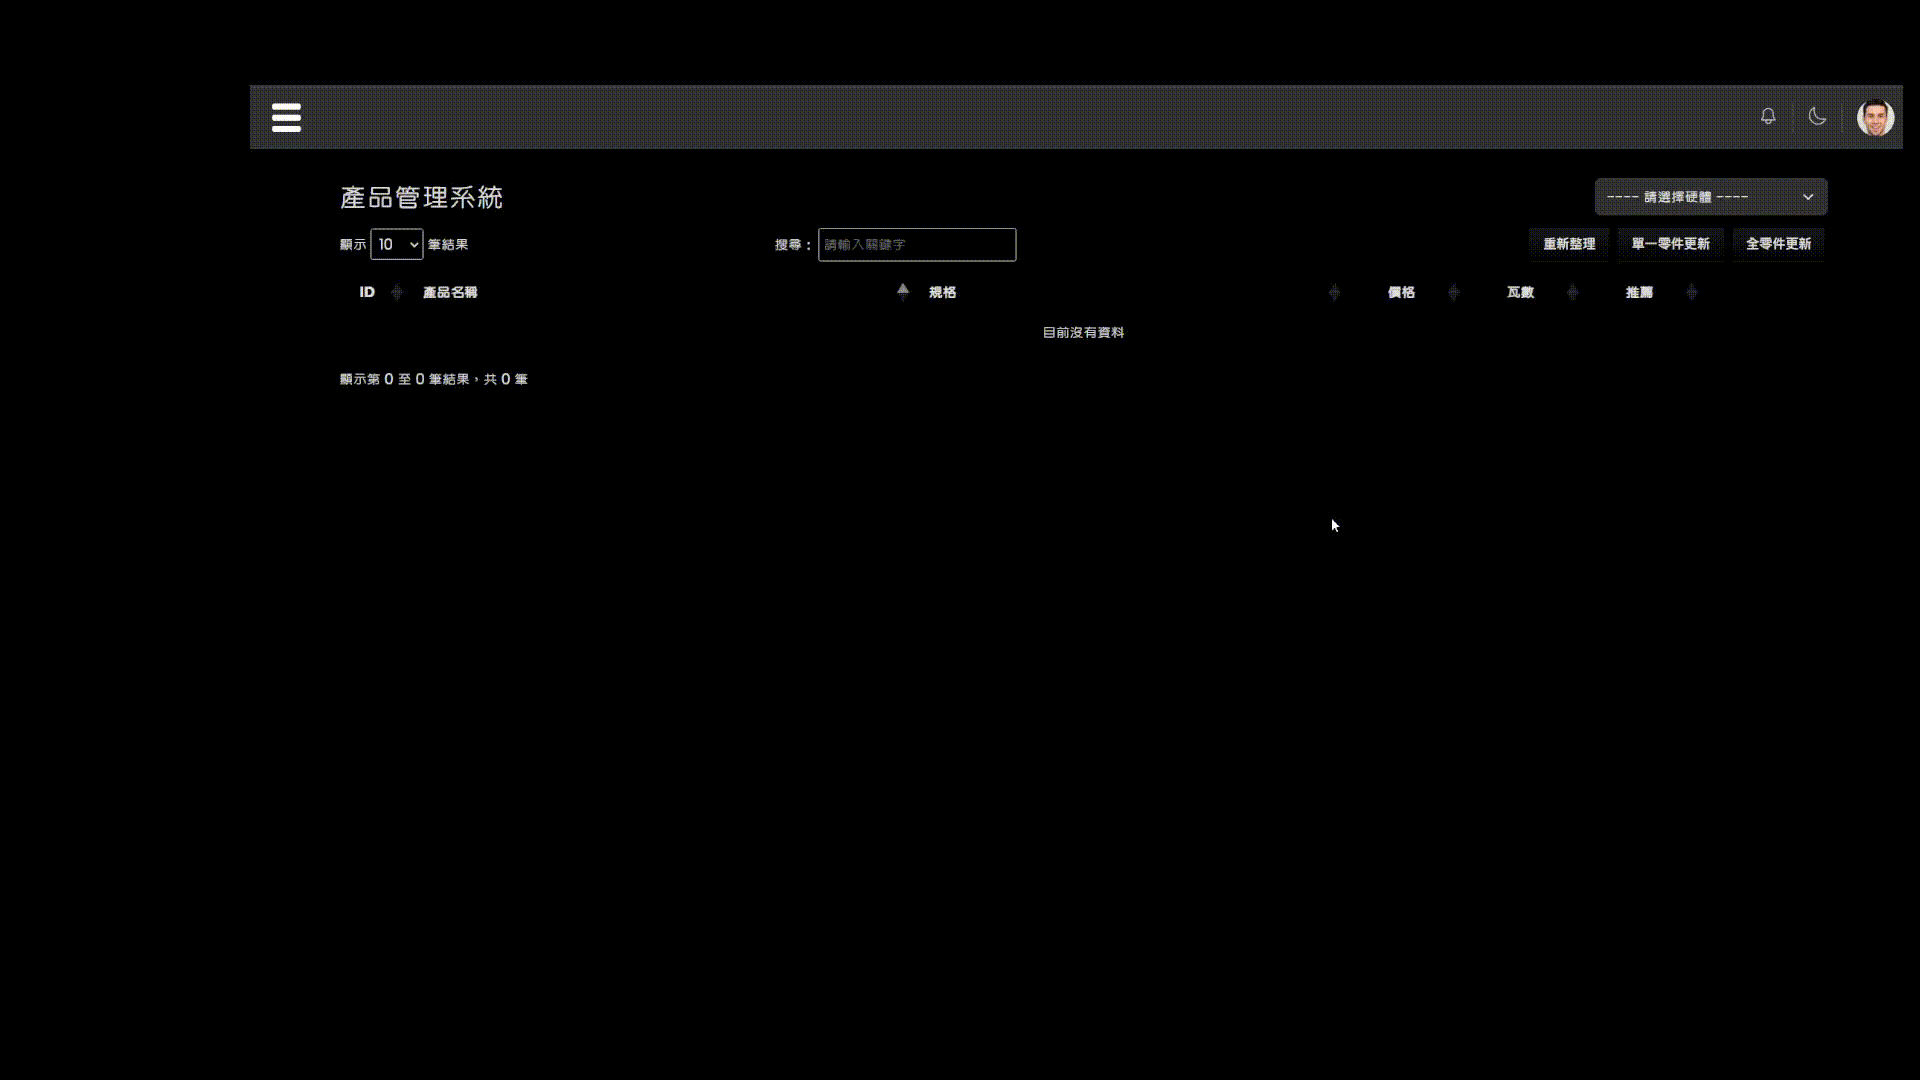 產品管理系統
---- 請選擇硬體 ----
顯示 10 筆結果
搜尋：
請輸入關鍵字
重新整理
單一零件更新
全零件更新
ID 產品名稱 規格 價格 瓦數 推薦
目前沒有資料
顯示第 0 至 0 筆結果，共 0 筆